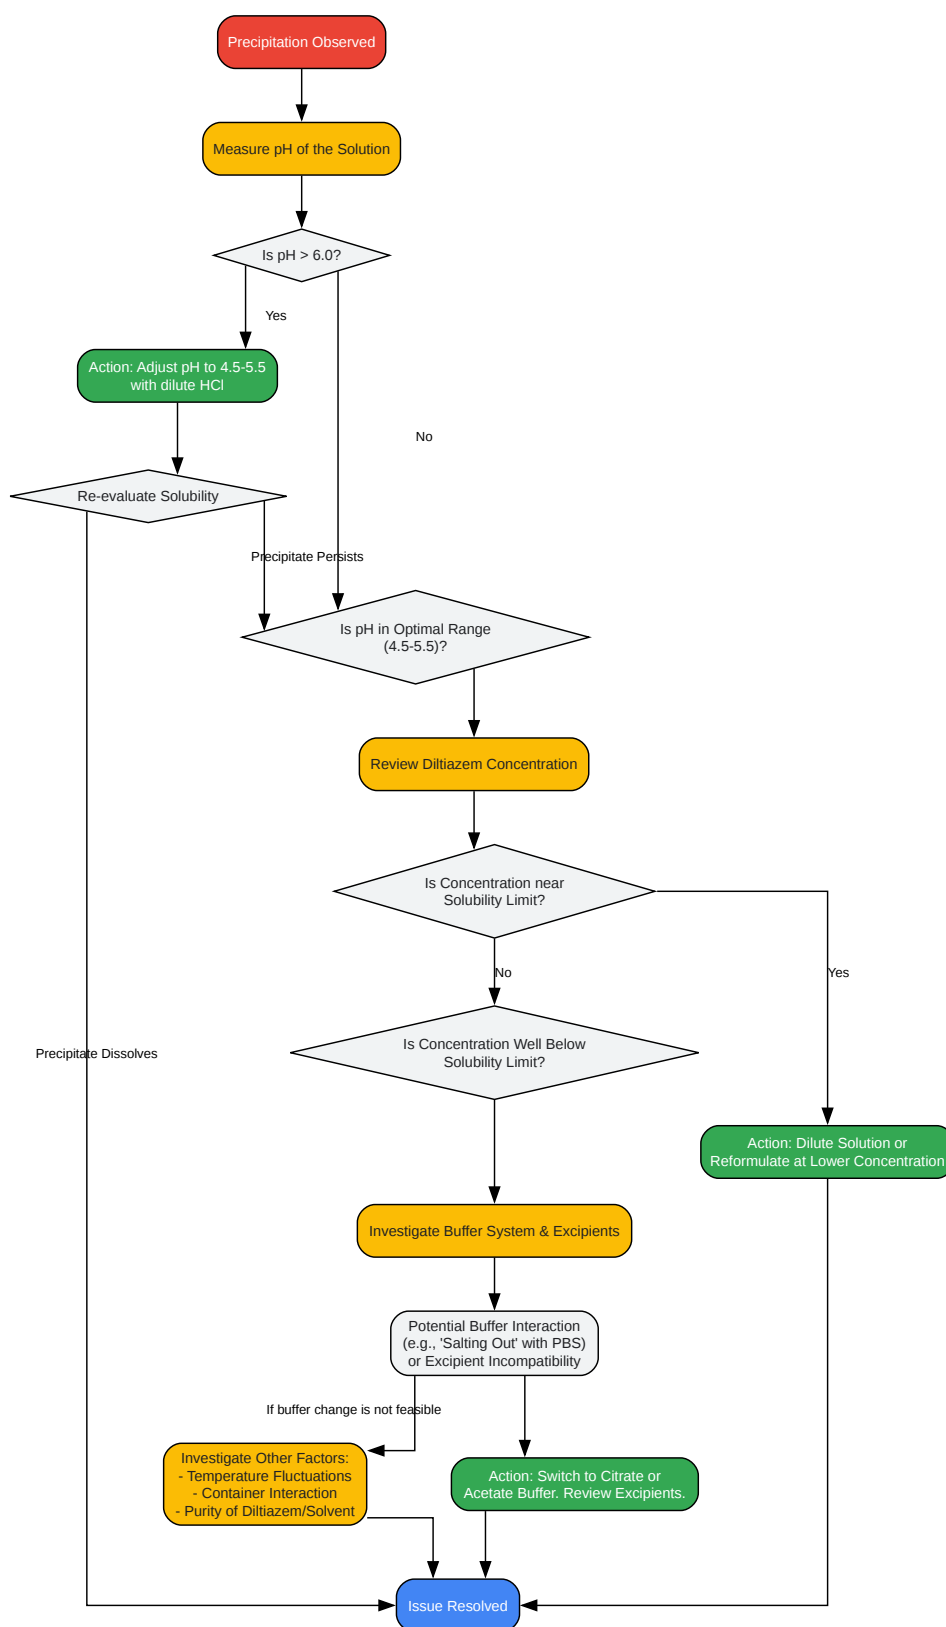 Precipitation Observed
Measure pH of the Solution
Is pH > 6.0?
Yes
Action: Adjust pH to 4.5-5.5
with dilute HCl
No
Re-evaluate Solubility
Precipitate Persists
Is pH in Optimal Range
(4.5-5.5)?
Review Diltiazem Concentration
Is Concentration near
Solubility Limit?
No
Yes
Is Concentration Well Below
Solubility Limit?
Precipitate Dissolves
Action: Dilute Solution or
Reformulate at Lower Concentration
Investigate Buffer System & Excipients
Potential Buffer Interaction
(e.g., 'Salting Out' with PBS)
or Excipient Incompatibility
If buffer change is not feasible
Investigate Other Factors:
- Temperature Fluctuations
- Container Interaction
- Purity of Diltiazem/Solvent
Action: Switch to Citrate or
Acetate Buffer. Review Excipients.
Issue Resolved